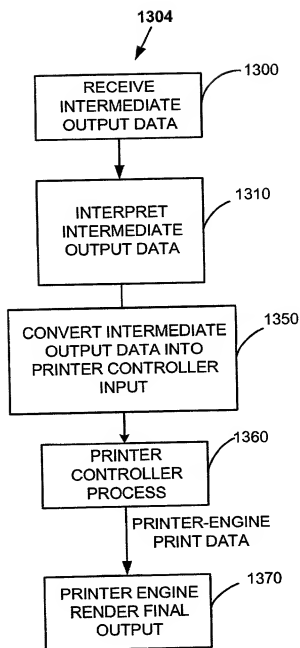 1304
RECEIVE
INTERMEDIATE
OUTPUT DATA
1300
INTERPRET
INTERMEDIATE
OUTPUT DATA
1310
CONVERT INTERMEDIATE
OUTPUT DATA INTO
PRINTER CONTROLLER
INPUT
1350
PRINTER
CONTROLLER
PROCESS
1360
PRINTER-ENGINE
PRINT DATA
PRINTER ENGINE
RENDER FINAL
OUTPUT
1370